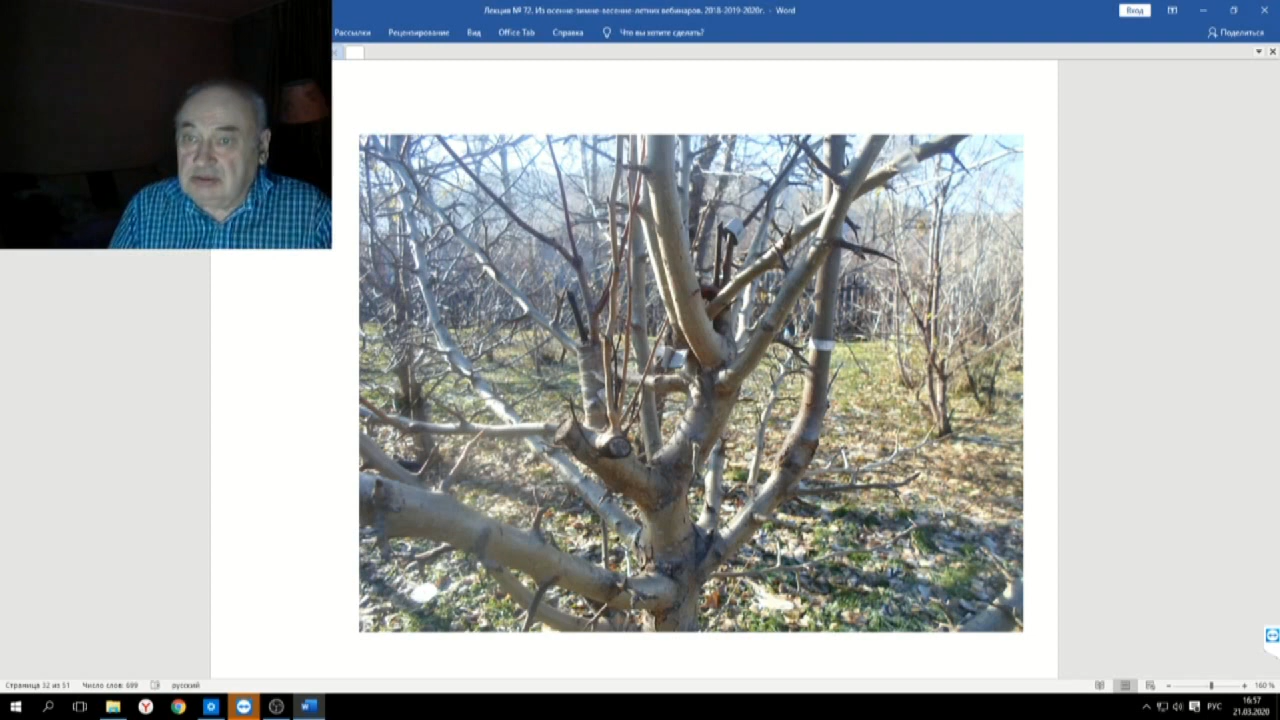 Лекция № 72. Из осенне-зимне-весенне-летних вебинаров. 2018-2019-2020г. - Word
Вход
Рассылки Рецензирование Вид Office Tab Справка Что вы хотите сделать? Поделиться
Страница 32 из 51 Число слов: 699 русский 160 %
РУС 16:57
21.03.2020